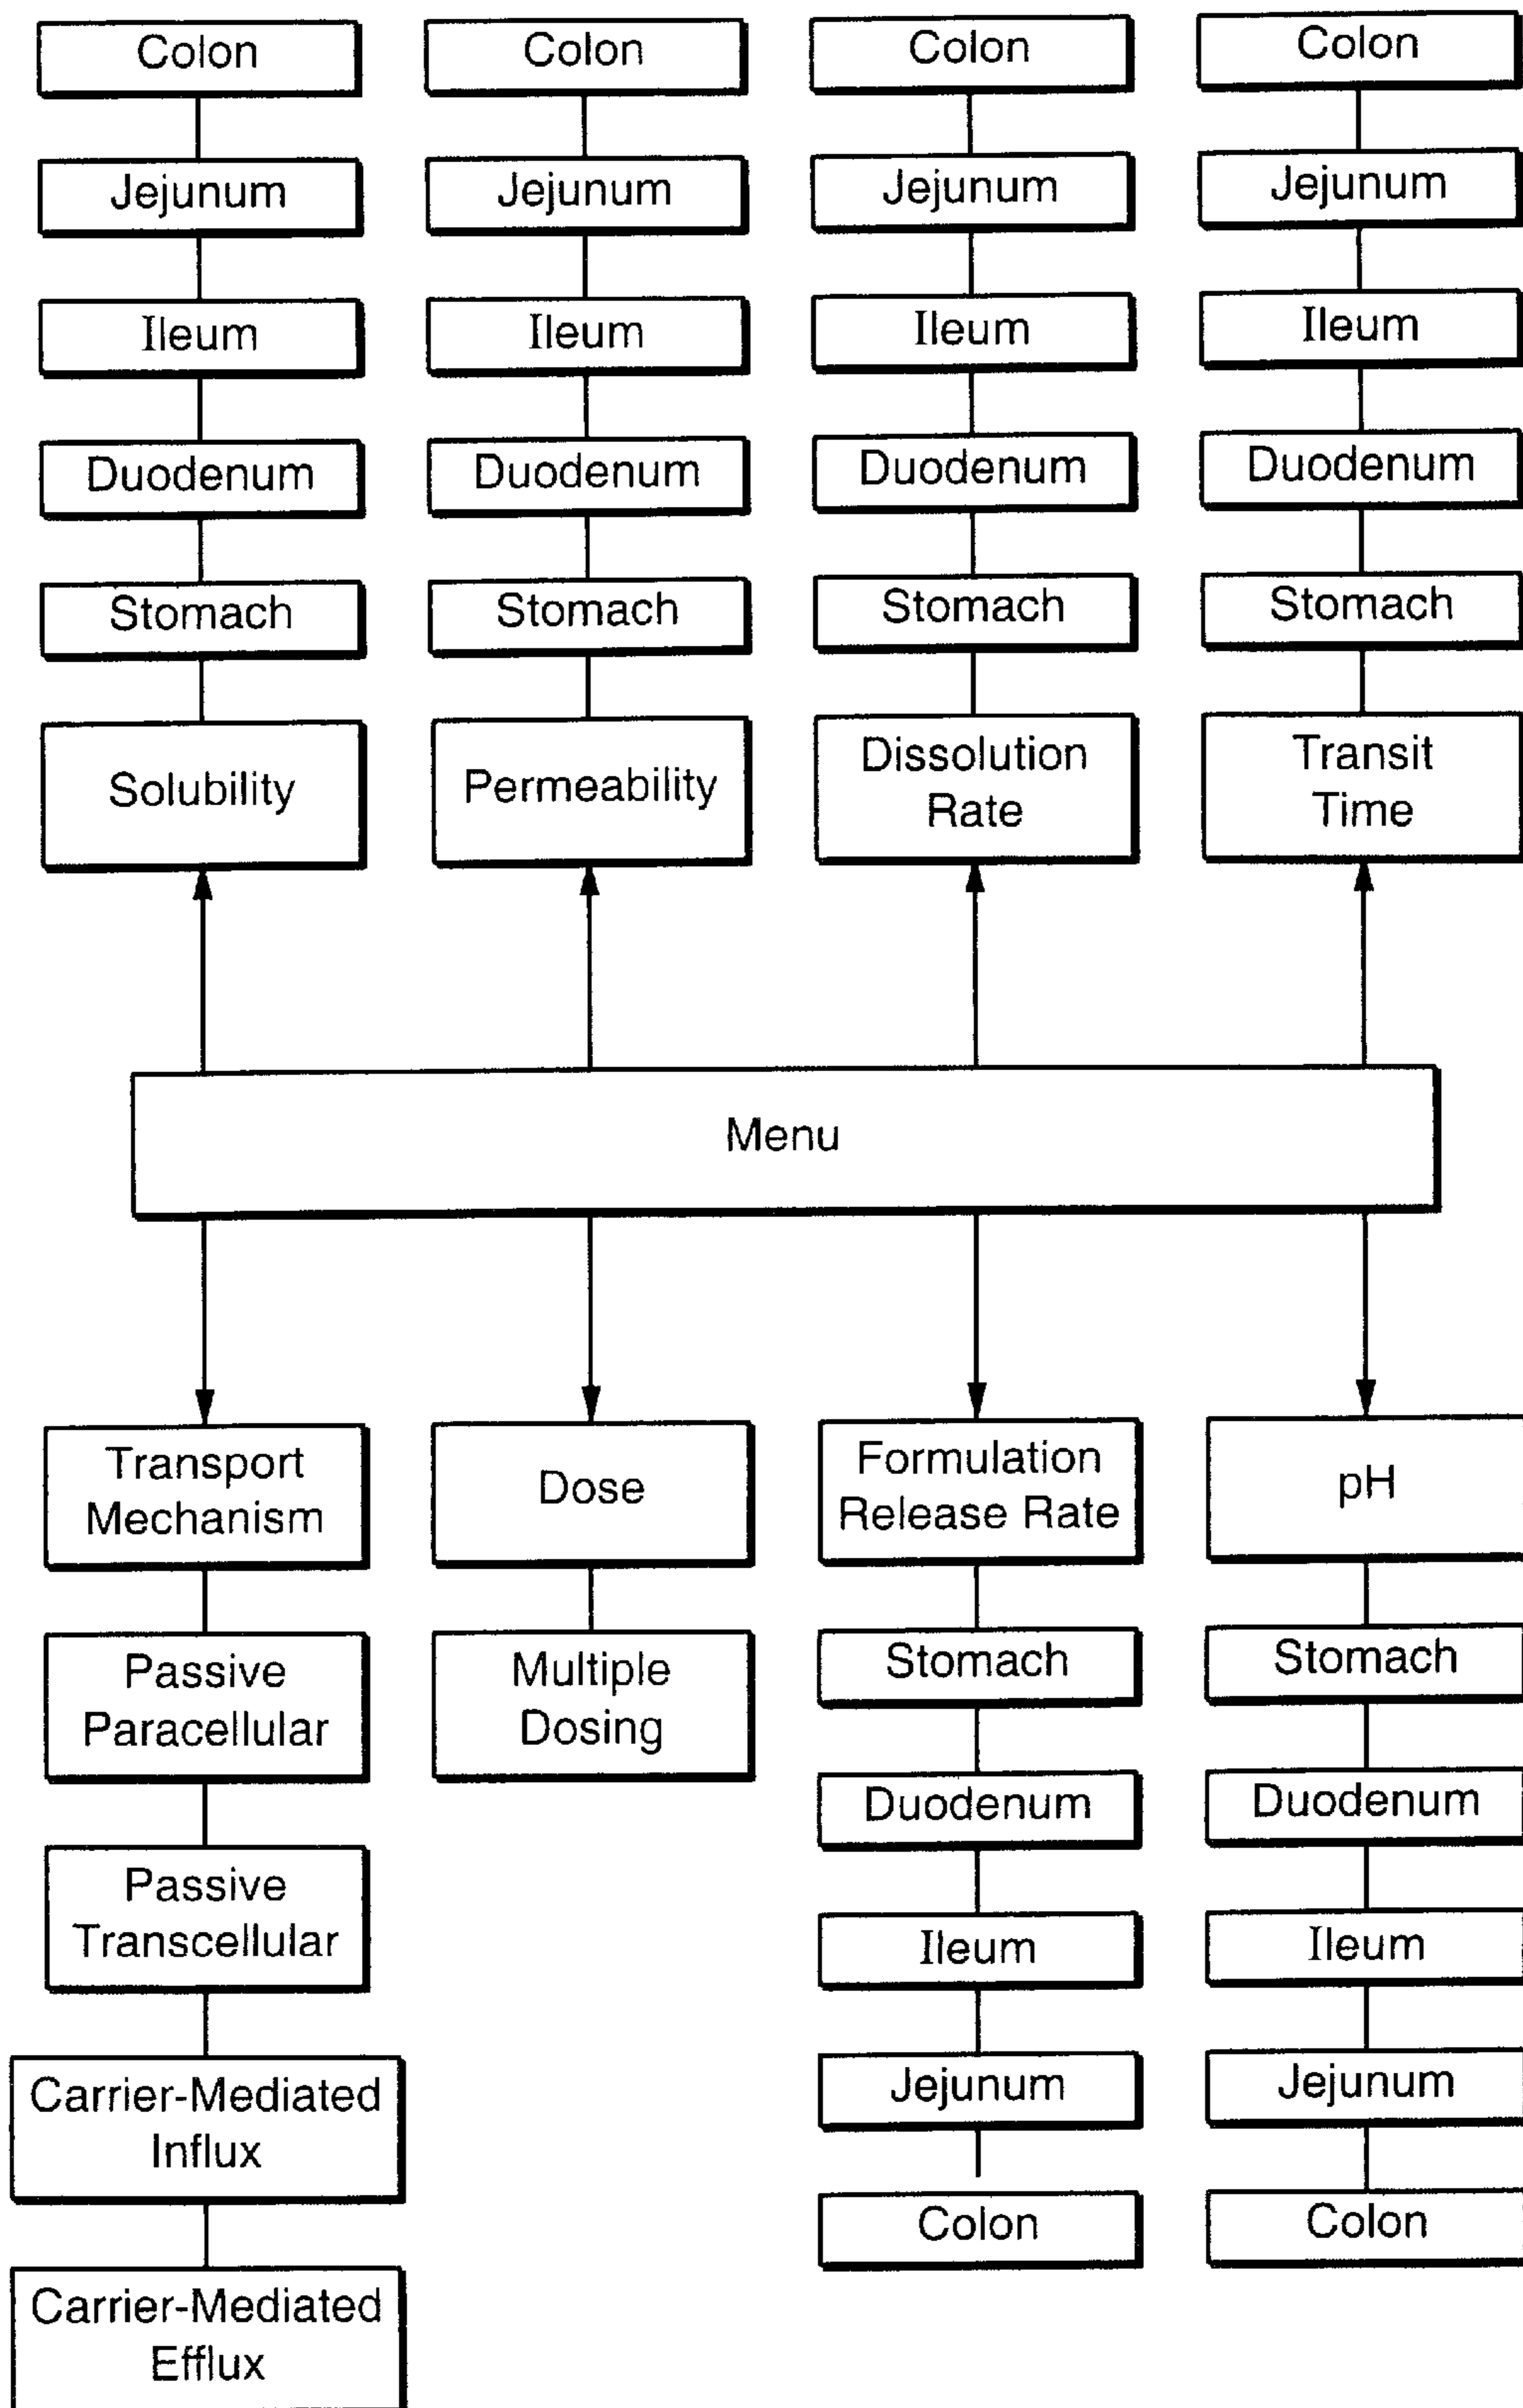 Colon Colon Colon Colon
Jejunum Jejunum Jejunum Jejunum
Ileum Ileum Ileum Ileum
Duodenum Duodenum Duodenum Duodenum
Stomach Stomach Stomach Stomach
Solubility
Permeability
Dissolution
Rate
Transit
Time
Menu
Transport
Mechanism
Dose
Formulation
Release Rate
pH
Passive
Paracellular
Multiple
Dosing
Stomach Stomach
Duodenum Duodenum
Passive
Transcellular
Ileum Ileum
Carrier-Mediated
Influx
Jejunum Jejunum
Colon Colon
Carrier-Mediated
Efflux